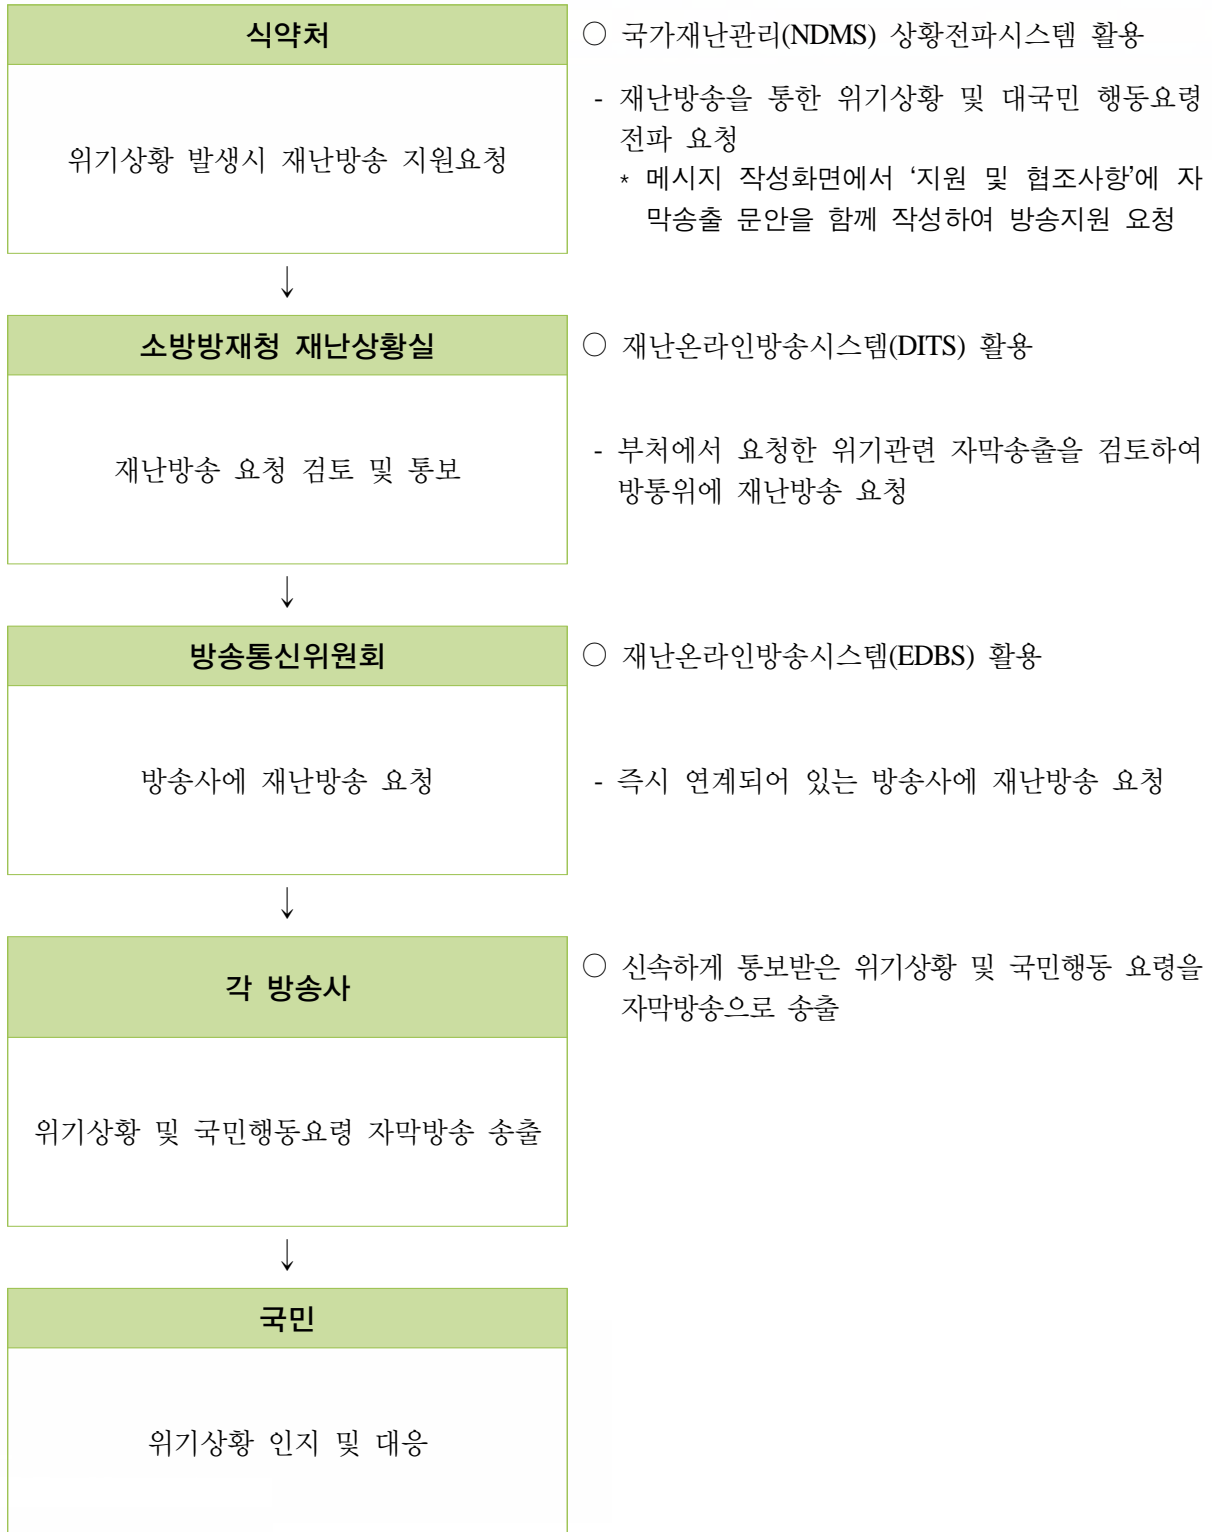 식약처
○ 국가재난관리(NDMS) 상황전파시스템 활용
위기상황 발생시 재난방송 지원요청
- 재난방송을 통한 위기상황 및 대국민 행동요령
전파 요청
* 메시지 작성화면에서 '지원 및 협조사항'에 자
막송출 문안을 함께 작성하여 방송지원 요청
↓
소방방재청 재난상황실
○ 재난온라인방송시스템(DITS) 활용
재난방송 요청 검토 및 통보
- 부처에서 요청한 위기관련 자막송출을 검토하여
방통위에 재난방송 요청
↓
방송통신위원회
○ 재난온라인방송시스템(EDBS) 활용
방송사에 재난방송 요청
- 즉시 연계되어 있는 방송사에 재난방송 요청
↓
각 방송사
○ 신속하게 통보받은 위기상황 및 국민행동 요령을
자막방송으로 송출
위기상황 및 국민행동요령 자막방송 송출
↓
국민
위기상황 인지 및 대응